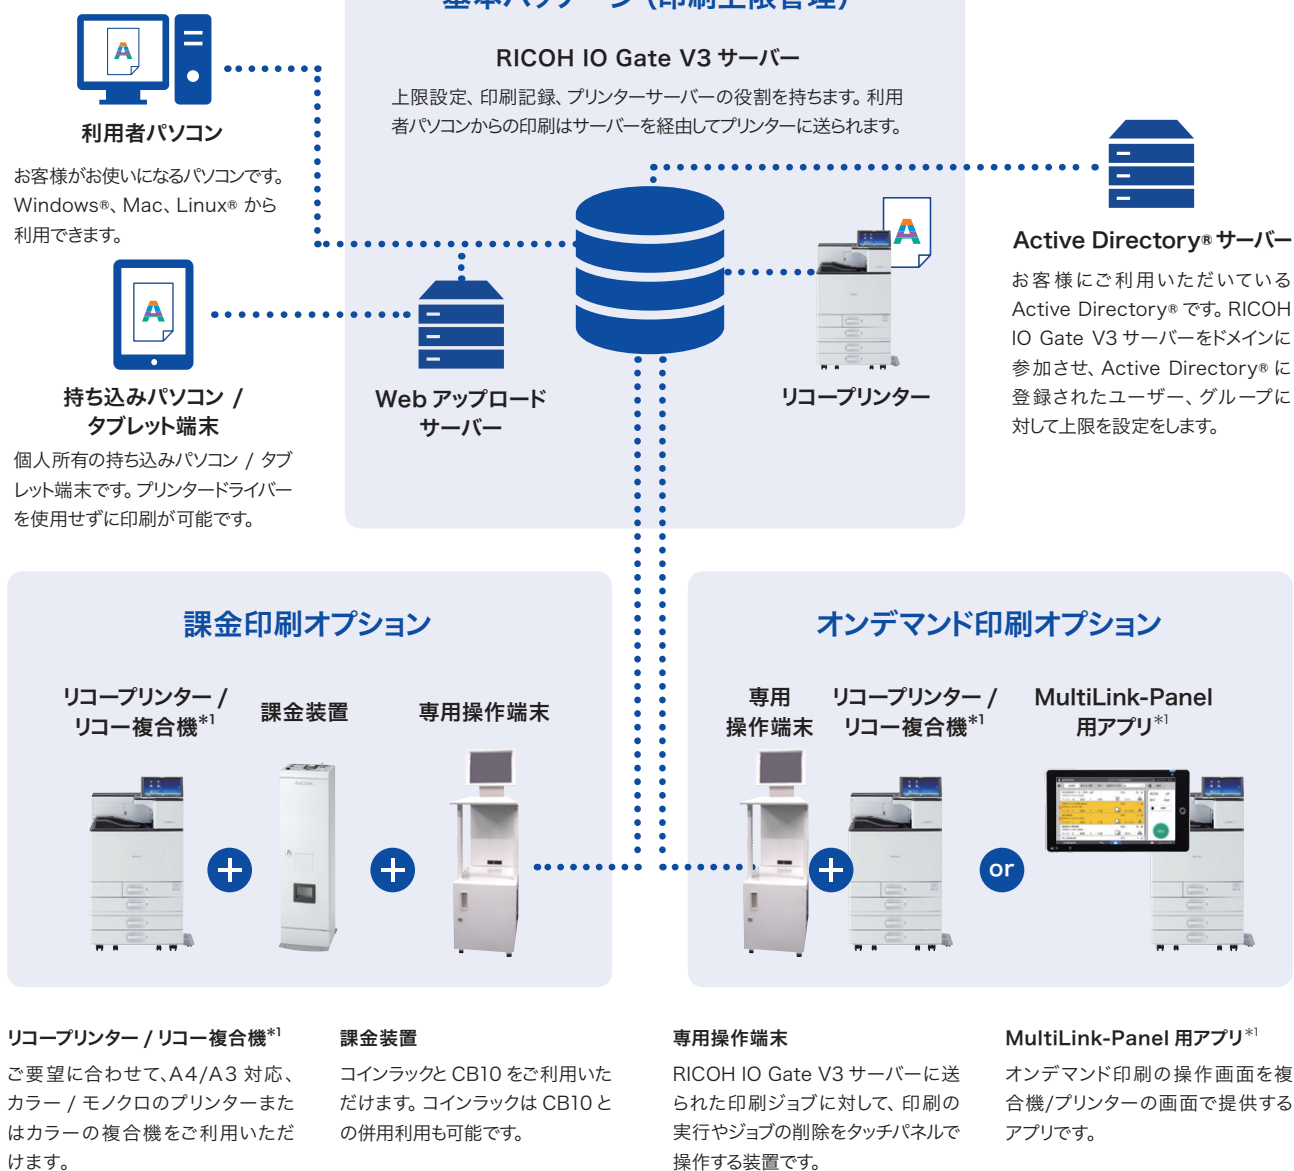 基本パッケージ (印刷上限管理)
RICOH IO Gate V3 サーバー
上限設定、印刷記録、プリンターサーバーの役割を持ちます。利用
者パソコンからの印刷はサーバーを経由してプリンターに送られます。
利用者パソコン
お客様がお使いになるパソコンです。
Windows®、Mac、Linux® から
利用できます。
持ち込みパソコン /
タブレット端末
個人所有の持ち込みパソコン / タブ
レット端末です。プリンタードライバー
を使用せずに印刷が可能です。
Web アップロード
サーバー
リコープリンター
Active Directory® サーバー
お客様にご利用いただいている
Active Directory® です。RICOH
IO Gate V3 サーバーをドメインに
参加させ、Active Directory® に
登録されたユーザー、グループに
対して上限を設定をします。
課金印刷オプション
リコープリンター /
リコー複合機*1
課金装置
専用操作端末
オンデマンド印刷オプション
専用
操作端末
リコープリンター /
リコー複合機*1
MultiLink-Panel
用アプリ*1
or
リコープリンター / リコー複合機*1
ご要望に合わせて、A4/A3 対応、
カラー / モノクロのプリンターまた
はカラーの複合機をご利用いただ
けます。
課金装置
コインラックと CB10 をご利用いた
だけます。コインラックは CB10 と
の併用利用も可能です。
専用操作端末
RICOH IO Gate V3 サーバーに送
られた印刷ジョブに対して、印刷の
実行やジョブの削除をタッチパネルで
操作する装置です。
MultiLink-Panel 用アプリ*1
オンデマンド印刷の操作画面を複
合機/プリンターの画面で提供する
アプリです。